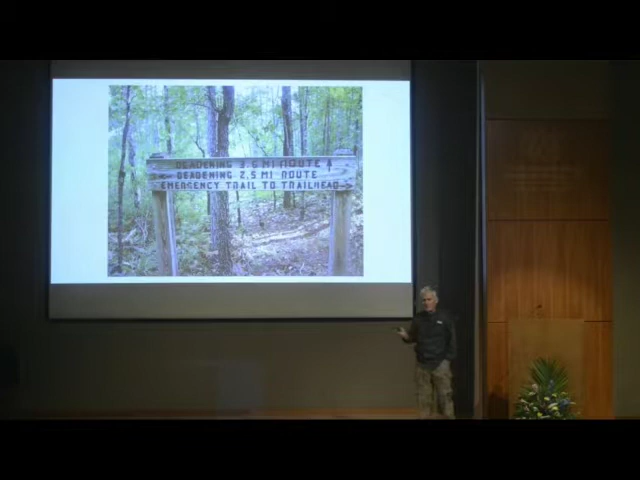 DEADENING 3.6 MI ROUTE
DEADENING 2.5 MI ROUTE
EMERGENCY TRAIL TO TRAILHEAD